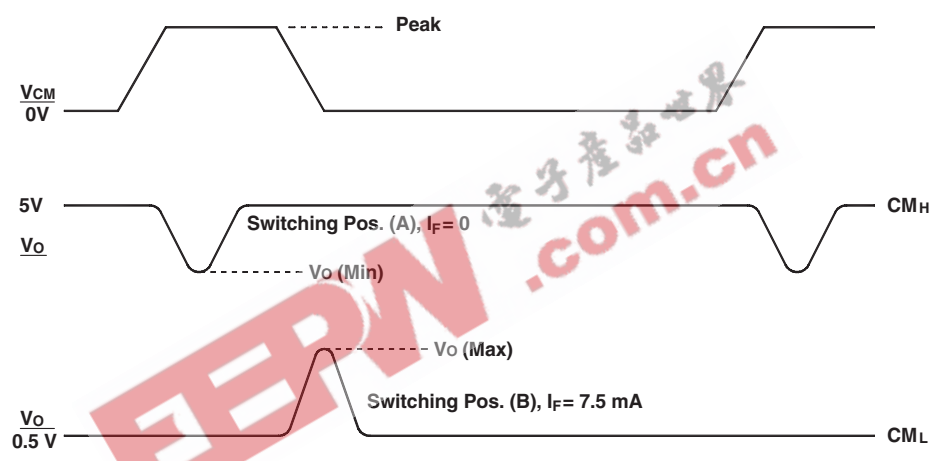 Peak
VCM
0V
5V
VO
Switching Pos. (A), IF= 0
CMH
VO (Min)
VO (Max)
Switching Pos. (B), IF= 7.5 mA
VO
0.5 V
CML
EEPW
.com.cn
電子產品世界